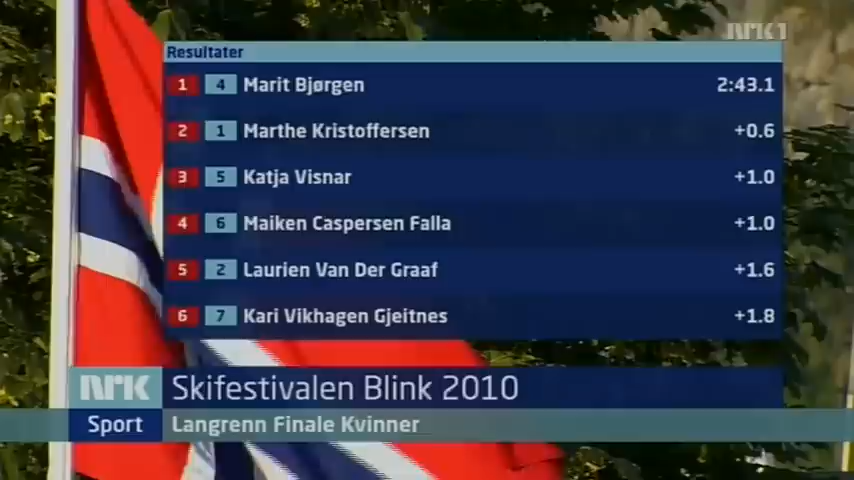 NRK1
Resultater
1 4 Marit Bjørgen 2:43.1
2 1 Marthe Kristoffersen +0.6
3 5 Katja Visnar +1.0
4 6 Maiken Caspersen Falla +1.0
5 2 Laurien Van Der Graaf +1.6
6 7 Kari Vikhagen Gjeitnes +1.8
NRK Skifestivalen Blink 2010
Sport Langrenn Finale Kvinner